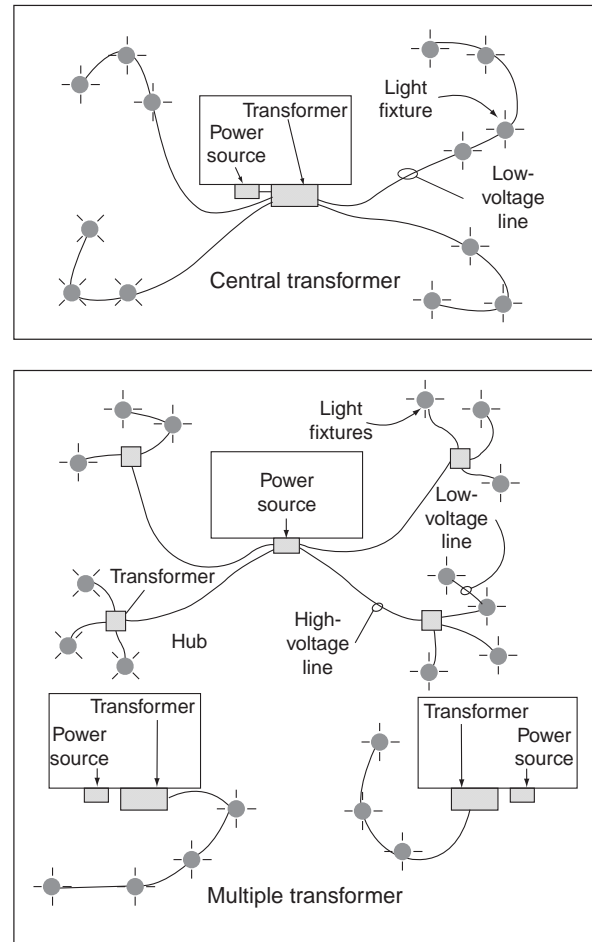 Transformer
Power
source
Light
fixture
Low-
voltage
line
Central transformer
Light
fixtures
Power
source
Low-
voltage
line
Transformer
Hub
High-
voltage
line
Transformer
Power
source
Transformer
Power
source
Multiple transformer